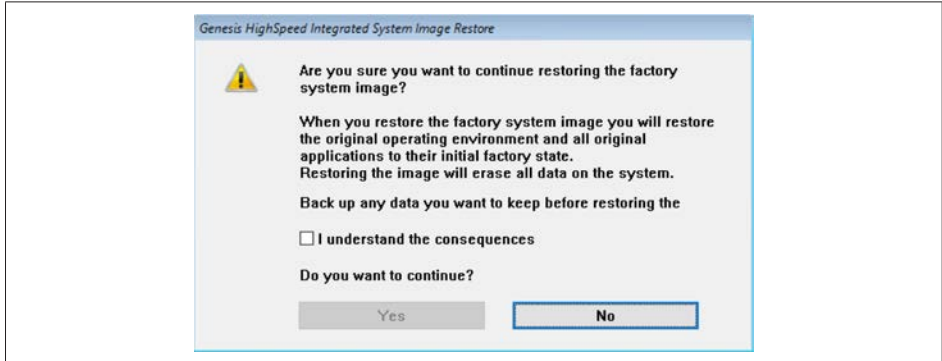 Genesis HighSpeed Integrated System Image Restore
Are you sure you want to continue restoring the factory
system image?
When you restore the factory system image you will restore
the original operating environment and all original
applications to their initial factory state.
Restoring the image will erase all data on the system.
Back up any data you want to keep before restoring the
I understand the consequences
Do you want to continue?
Yes
No